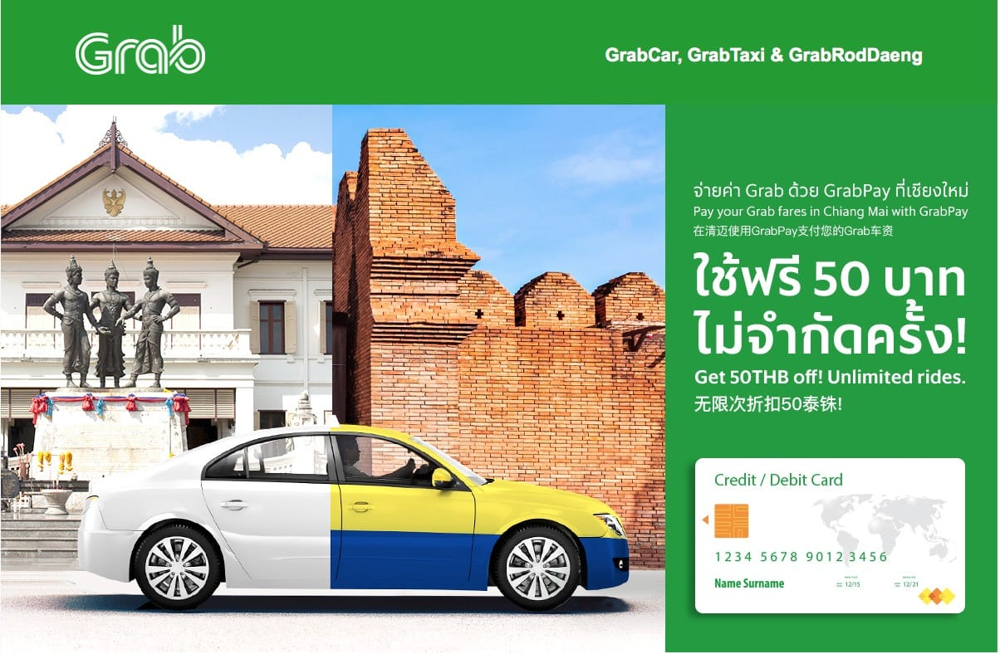 Grab
GrabCar, GrabTaxi & GrabRodDaeng
จ่ายค่า Grab ด้วย GrabPay ที่เชียงใหม่
Pay your Grab fares in Chiang Mai with GrabPay
在清迈使用GrabPay支付您的Grab车资
ใช้ฟรี 50 บาท
ไม่จำกัดครั้ง!
Get 50THB off! Unlimited rides.
无限次折扣50泰铢!
Credit / Debit Card
1234 5678 9012 3456
Name Surname
12/15
12/21